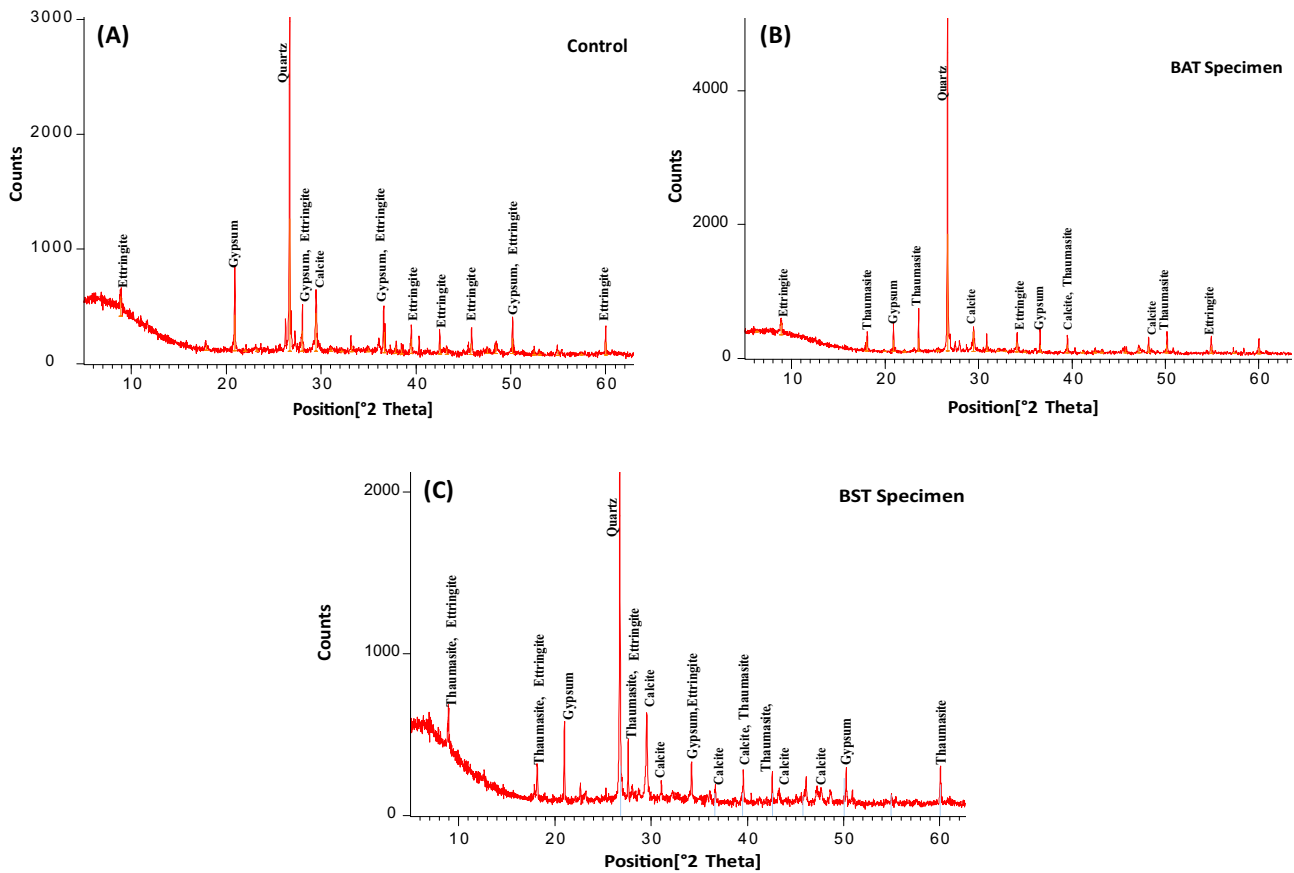 (A)
Control
3000
2000
1000
0
Counts
Ettringite
Gypsum
Quartz
Gypsum, Ettringite
Calcite
Gypsum, Ettringite
Ettringite
Ettringite
Ettringite
Gypsum, Ettringite
Ettringite
10 20 30 40 50 60
Position[°2 Theta]
(B)
BAT Specimen
4000
2000
0
Counts
Ettringite
Thaumasite
Gypsum
Thaumasite
Quartz
Calcite
Ettringite
Gypsum
Calcite, Thaumasite
Calcite
Thaumasite
Ettringite
10 20 30 40 50 60
Position[°2 Theta]
(C)
BST Specimen
2000
1000
0
Counts
Thaumasite, Ettringite
Thaumasite, Ettringite
Gypsum
Quartz
Thaumasite, Ettringite
Calcite
Calcite
Gypsum,Ettringite
Calcite
Calcite, Thaumasite
Thaumasite,
Calcite
Calcite
Gypsum
Thaumasite
10 20 30 40 50 60
Position[°2 Theta]